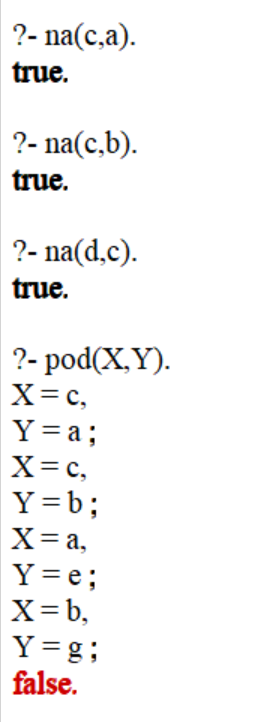 ?- na(c,a).
true.
?- na(c,b).
true.
?- na(d,c).
true.
?- pod(X,Y).
X = c,
Y = a ;
X = c,
Y = b ;
X = a,
Y = e ;
X = b,
Y = g ;
false.